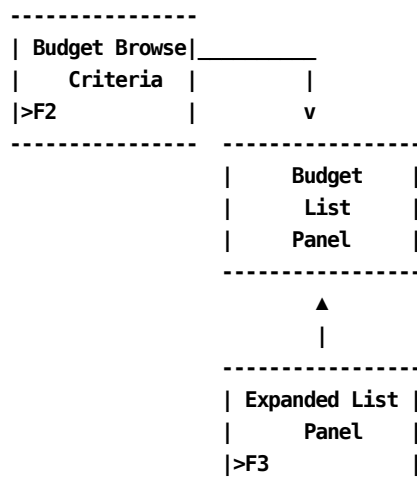 Budget Browse
Criteria
>F2
v
Budget
List
Panel
Expanded List
Panel
>F3